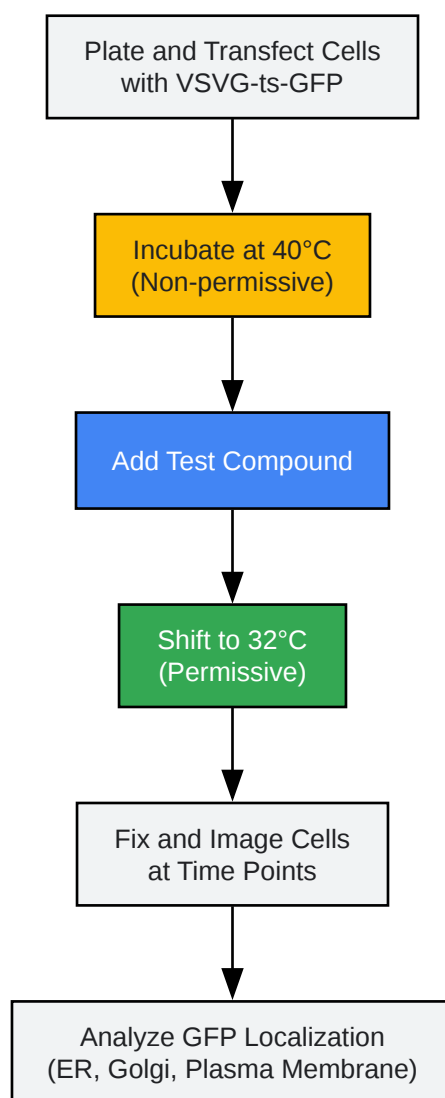 Plate and Transfect Cells
with VSVG-ts-GFP
Incubate at 40°C
(Non-permissive)
Add Test Compound
Shift to 32°C
(Permissive)
Fix and Image Cells
at Time Points
Analyze GFP Localization
(ER, Golgi, Plasma Membrane)